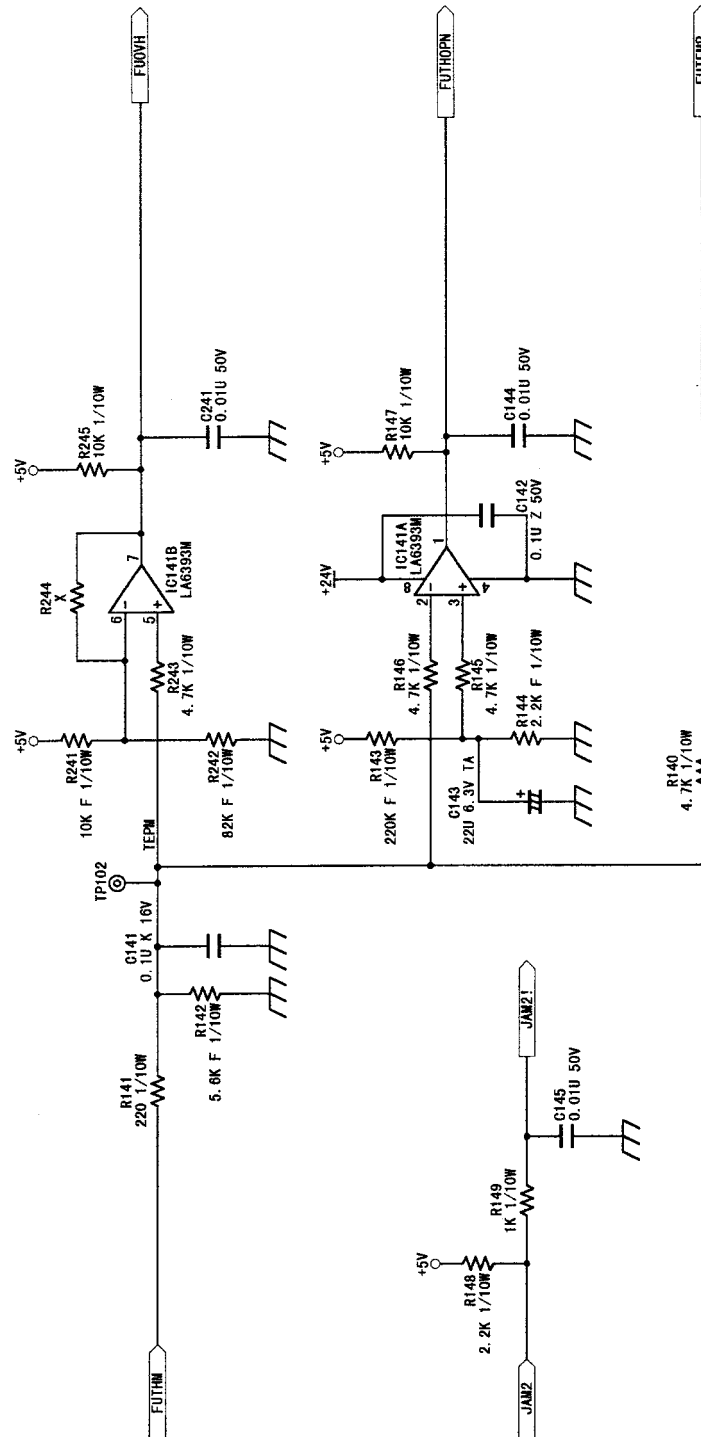 FUOVH
FUTHOPN
+5V
R245
10K 1/10W
C241
0.01U 50V
R244
X
6
5
7
-
+
IC141B
LA6393M
+5V
R241
10K F 1/10W
R242
82K F 1/10W
R243
4.7K 1/10W
TEPM
TP102
C141
0.1U K 16V
R142
5.6K F 1/10W
R141
220 1/10W
FUTHM
+5V
R147
10K 1/10W
C144
0.01U 50V
+24V
8
2
3
1
4
-
+
IC141A
LA6393M
C142
0.1U Z 50V
R146
4.7K 1/10W
R145
4.7K 1/10W
+5V
R143
220K F 1/10W
R144
2.2K F 1/10W
C143
22U 6.3V TA
+
R140
4.7K 1/10W
JAM2!
C145
0.01U 50V
R149
1K 1/10W
+5V
R148
2.2K 1/10W
JAM2